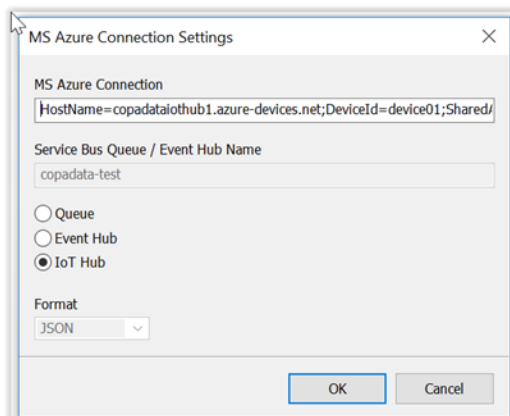 MS Azure Connection Settings
MS Azure Connection
HostName=copadataiothub1.azure-devices.net;DeviceId=device01;SharedA
Service Bus Queue / Event Hub Name
copadata-test
Queue
Event Hub
IoT Hub
Format
JSON
OK Cancel